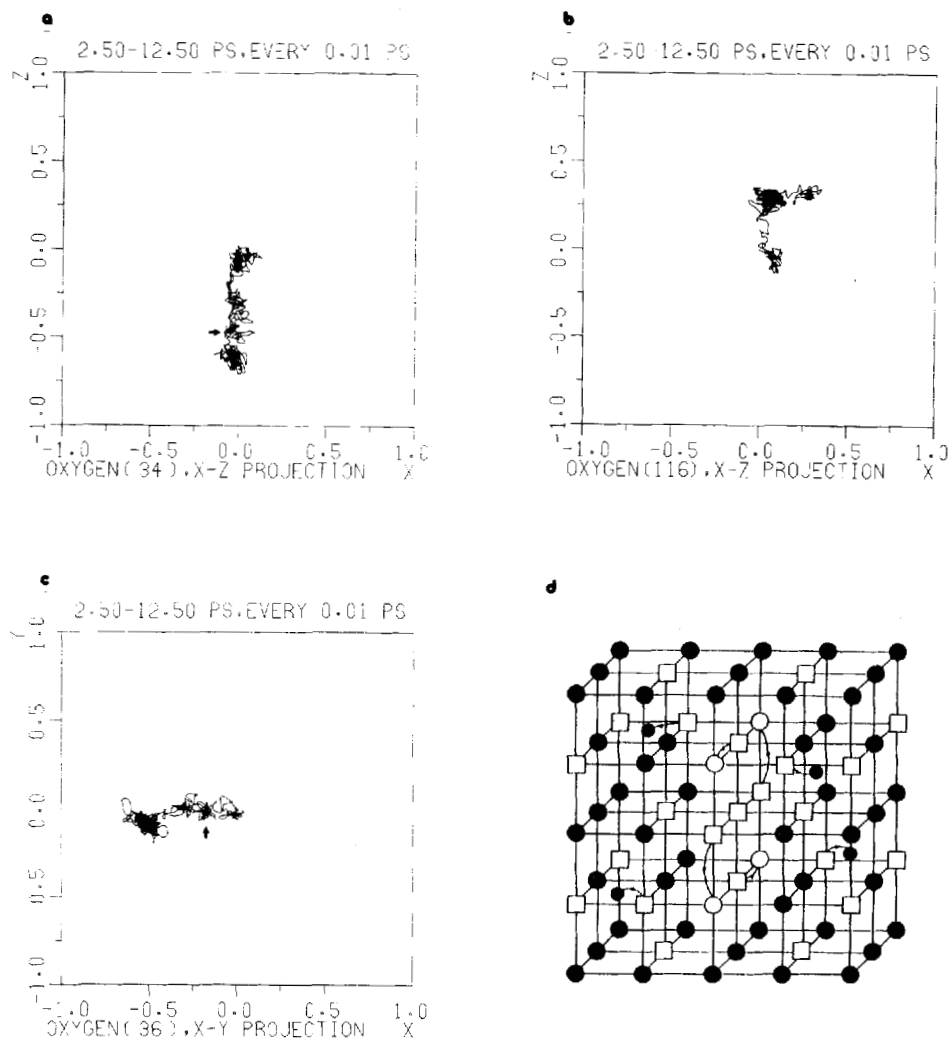 a
2.50-12.50 PS,EVERY 0.01 PS
Z
1.0
0.5
0.0
-0.5
-1.0
-1.0 -0.5 0.0 0.5 1.0
OXYGEN(34),X-Z PROJECTION X
b
2.50-12.50 PS,EVERY 0.01 PS
Z
1.0
0.5
0.0
-0.5
-1.0
-1.0 -0.5 0.0 0.5 1.0
OXYGEN(116),X-Z PROJECTION X
c
2.50-12.50 PS,EVERY 0.01 PS
Y
1.0
0.5
0.0
0.5
-1.0
-1.0 -0.5 0.0 0.5 1.0
OXYGEN(36),X-Y PROJECTION X
d